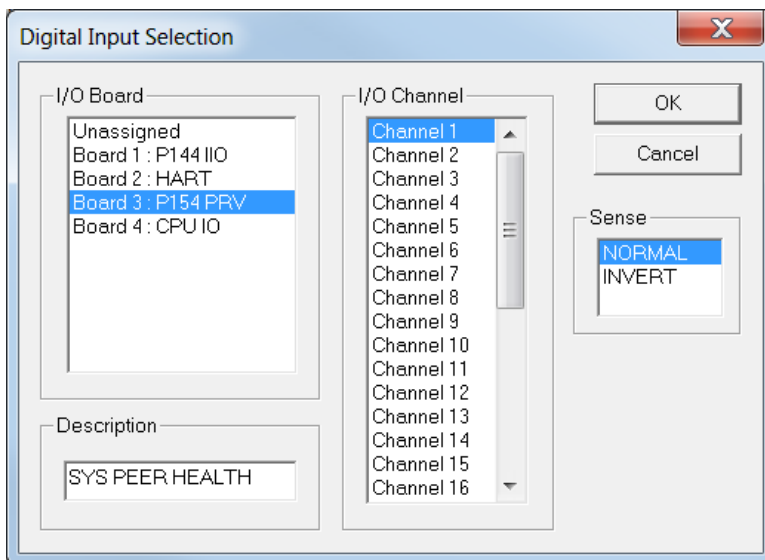 Digital Input Selection
I/O Board
Unassigned
Board 1 : P144 IIO
Board 2 : HART
Board 3 : P154 PRV
Board 4 : CPU IO
Description
SYS PEER HEALTH
I/O Channel
Channel 1
Channel 2
Channel 3
Channel 4
Channel 5
Channel 6
Channel 7
Channel 8
Channel 9
Channel 10
Channel 11
Channel 12
Channel 13
Channel 14
Channel 15
Channel 16
OK
Cancel
Sense
NORMAL
INVERT